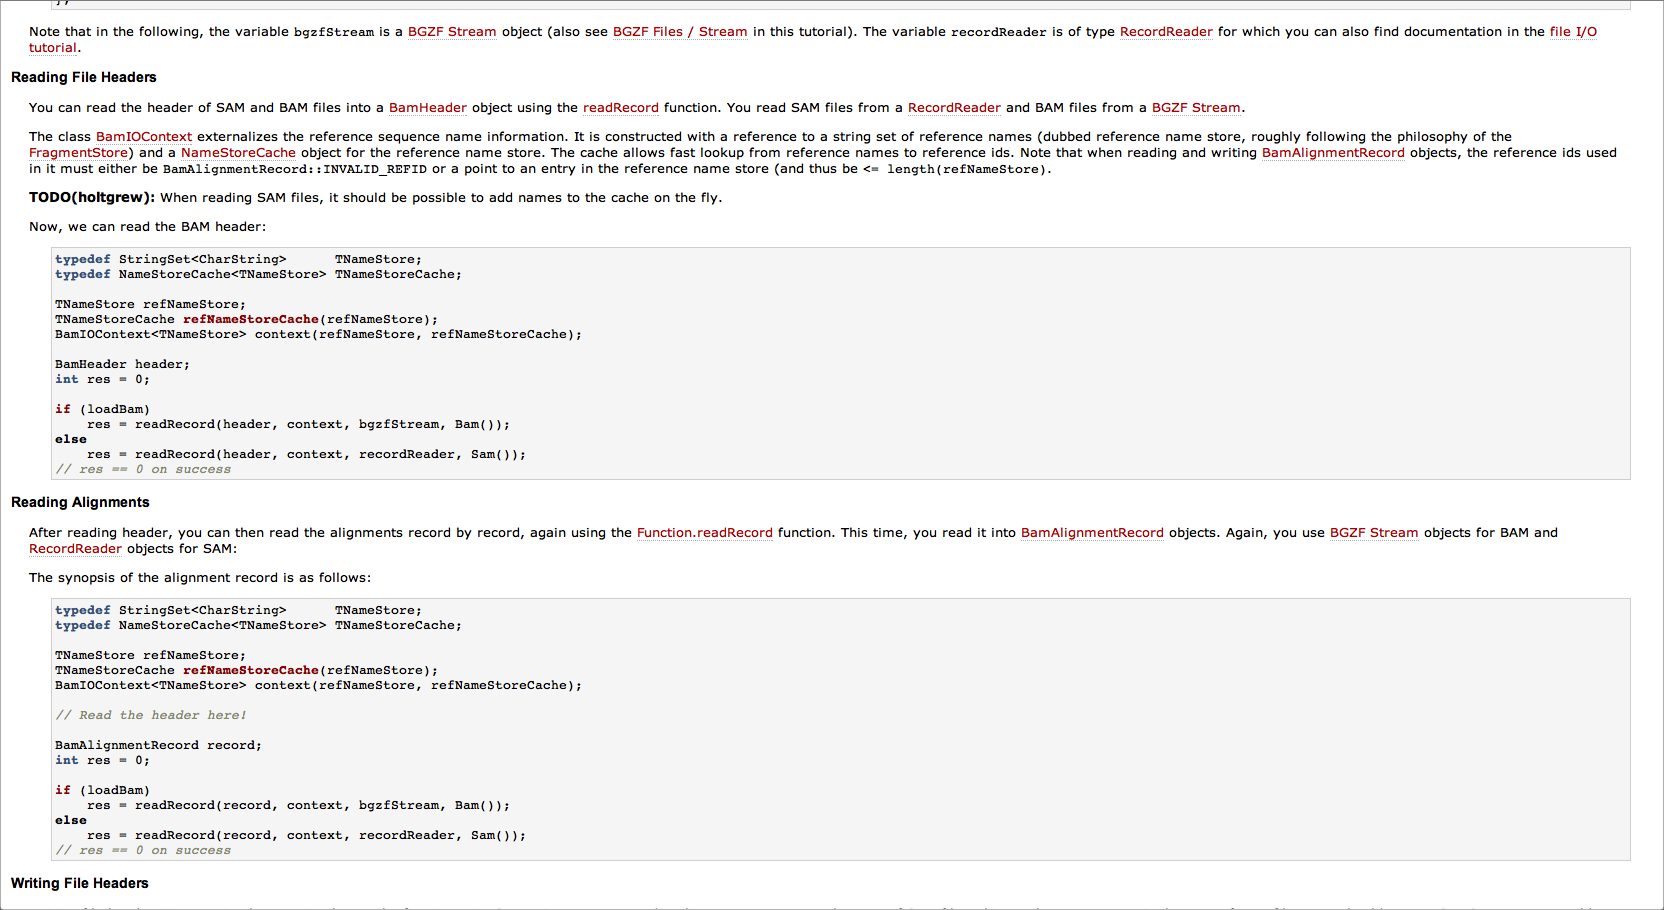 };
Note that in the following, the variable bgzfStream is a BGZF Stream object (also see BGZF Files / Stream in this tutorial). The variable recordReader is of type RecordReader for which you can also find documentation in the file I/O
tutorial.
Reading File Headers
You can read the header of SAM and BAM files into a BamHeader object using the readRecord function. You read SAM files from a RecordReader and BAM files from a BGZF Stream.
The class BamIOContext externalizes the reference sequence name information. It is constructed with a reference to a string set of reference names (dubbed reference name store, roughly following the philosophy of the
FragmentStore) and a NameStoreCache object for the reference name store. The cache allows fast lookup from reference names to reference ids. Note that when reading and writing BamAlignmentRecord objects, the reference ids used
in it must either be BamAlignmentRecord::INVALID_REFID or a point to an entry in the reference name store (and thus be <= length(refNameStore).
TODO(holtgrew): When reading SAM files, it should be possible to add names to the cache on the fly.
Now, we can read the BAM header:
typedef StringSet<CharString>      TNameStore;
typedef NameStoreCache<TNameStore> TNameStoreCache;
TNameStore refNameStore;
TNameStoreCache refNameStoreCache(refNameStore);
BamIOContext<TNameStore> context(refNameStore, refNameStoreCache);
BamHeader header;
int res = 0;
if (loadBam)
    res = readRecord(header, context, bgzfStream, Bam());
else
    res = readRecord(header, context, recordReader, Sam());
// res == 0 on success
Reading Alignments
After reading header, you can then read the alignments record by record, again using the Function.readRecord function. This time, you read it into BamAlignmentRecord objects. Again, you use BGZF Stream objects for BAM and
RecordReader objects for SAM:
The synopsis of the alignment record is as follows:
typedef StringSet<CharString>      TNameStore;
typedef NameStoreCache<TNameStore> TNameStoreCache;
TNameStore refNameStore;
TNameStoreCache refNameStoreCache(refNameStore);
BamIOContext<TNameStore> context(refNameStore, refNameStoreCache);
// Read the header here!
BamAlignmentRecord record;
int res = 0;
if (loadBam)
    res = readRecord(record, context, bgzfStream, Bam());
else
    res = readRecord(record, context, recordReader, Sam());
// res == 0 on success
Writing File Headers